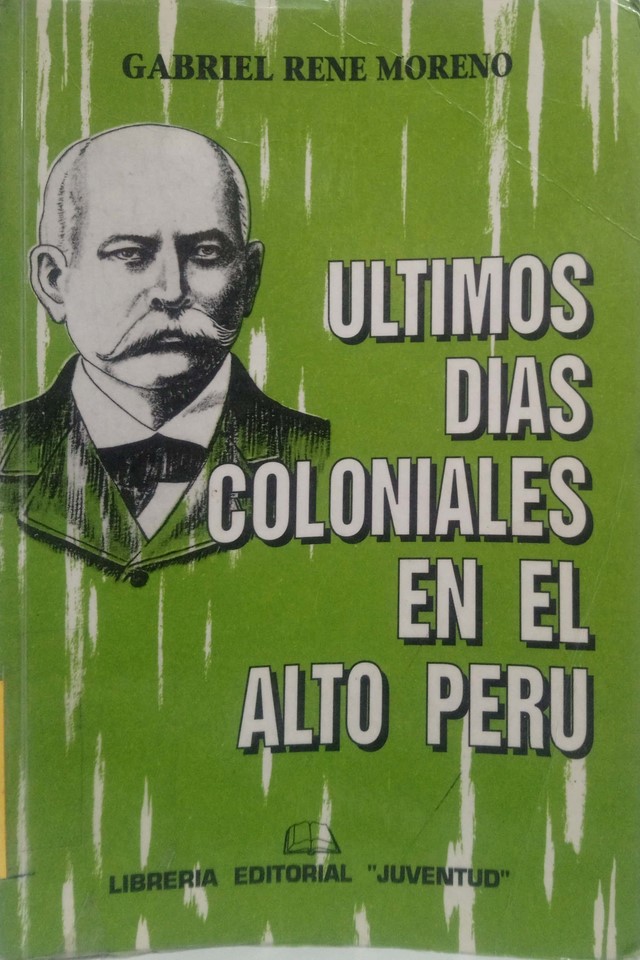 GABRIEL RENE MORENO
ULTIMOS
DIAS
COLONIALES
EN EL
ALTO PERU
LIBRERIA EDITORIAL "JUVENTUD"